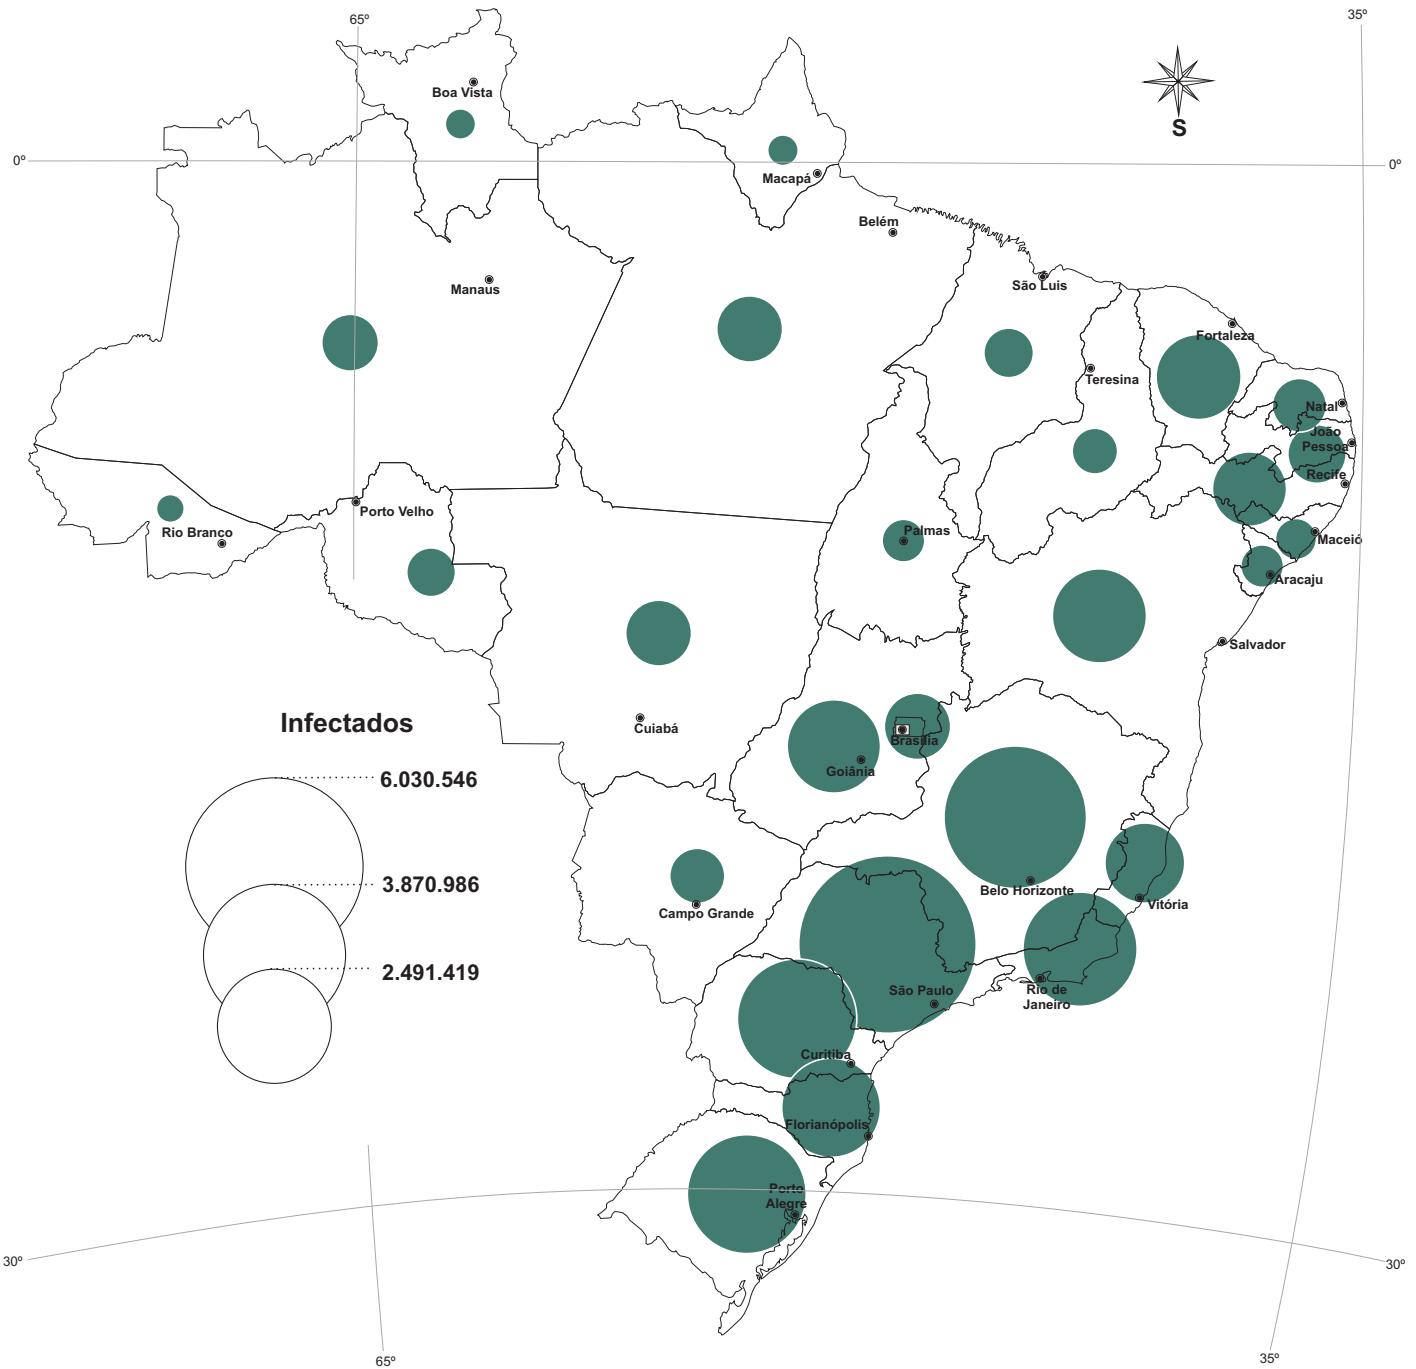 65º
35º
Boa Vista
S
0º
0º
Macapá
Belém
Manaus
São Luis
Fortaleza
Teresina
Natal
João
Pessoa
Recife
Porto Velho
Rio Branco
Palmas
Maceió
Aracaju
Salvador
Infectados
Cuiabá
Brasília
Goiânia
6.030.546
3.870.986
2.491.419
Belo Horizonte
Vitória
Campo Grande
São Paulo
Rio de
Janeiro
Curitiba
Florianópolis
Porto
Alegre
30º
30º
65º
35º